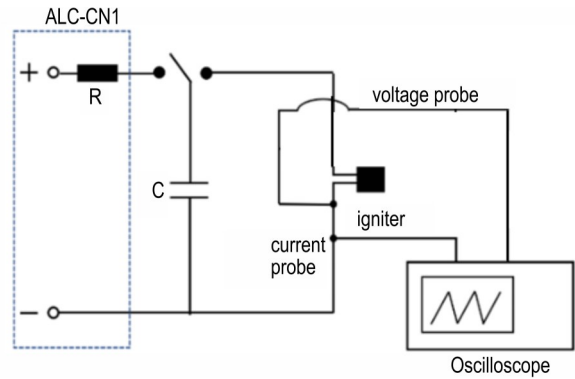 ALC-CN1
+
R
voltage probe
C
igniter
current
probe
−
Oscilloscope